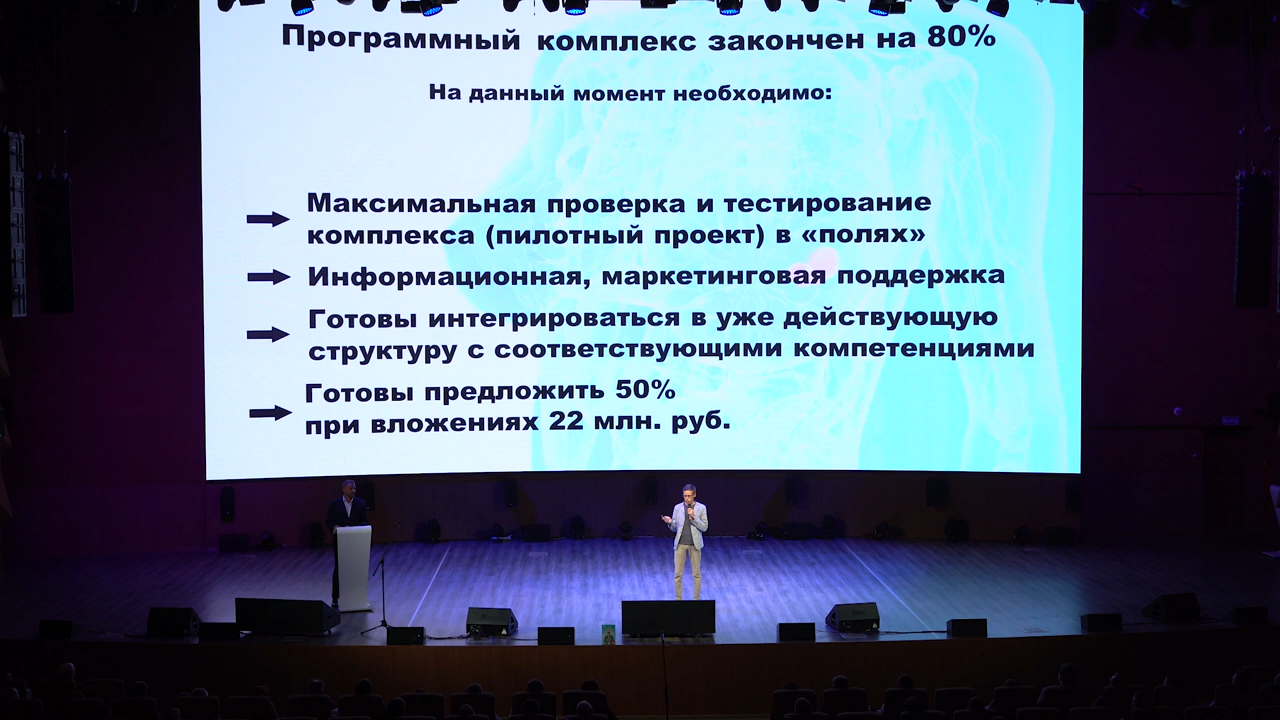 Программный комплекс закончен на 80%
На данный момент необходимо:
Максимальная проверка и тестирование
комплекса (пилотный проект) в «полях»
Информационная, маркетинговая поддержка
Готовы интегрироваться в уже действующую
структуру с соответствующими компетенциями
Готовы предложить 50%
при вложениях 22 млн. руб.